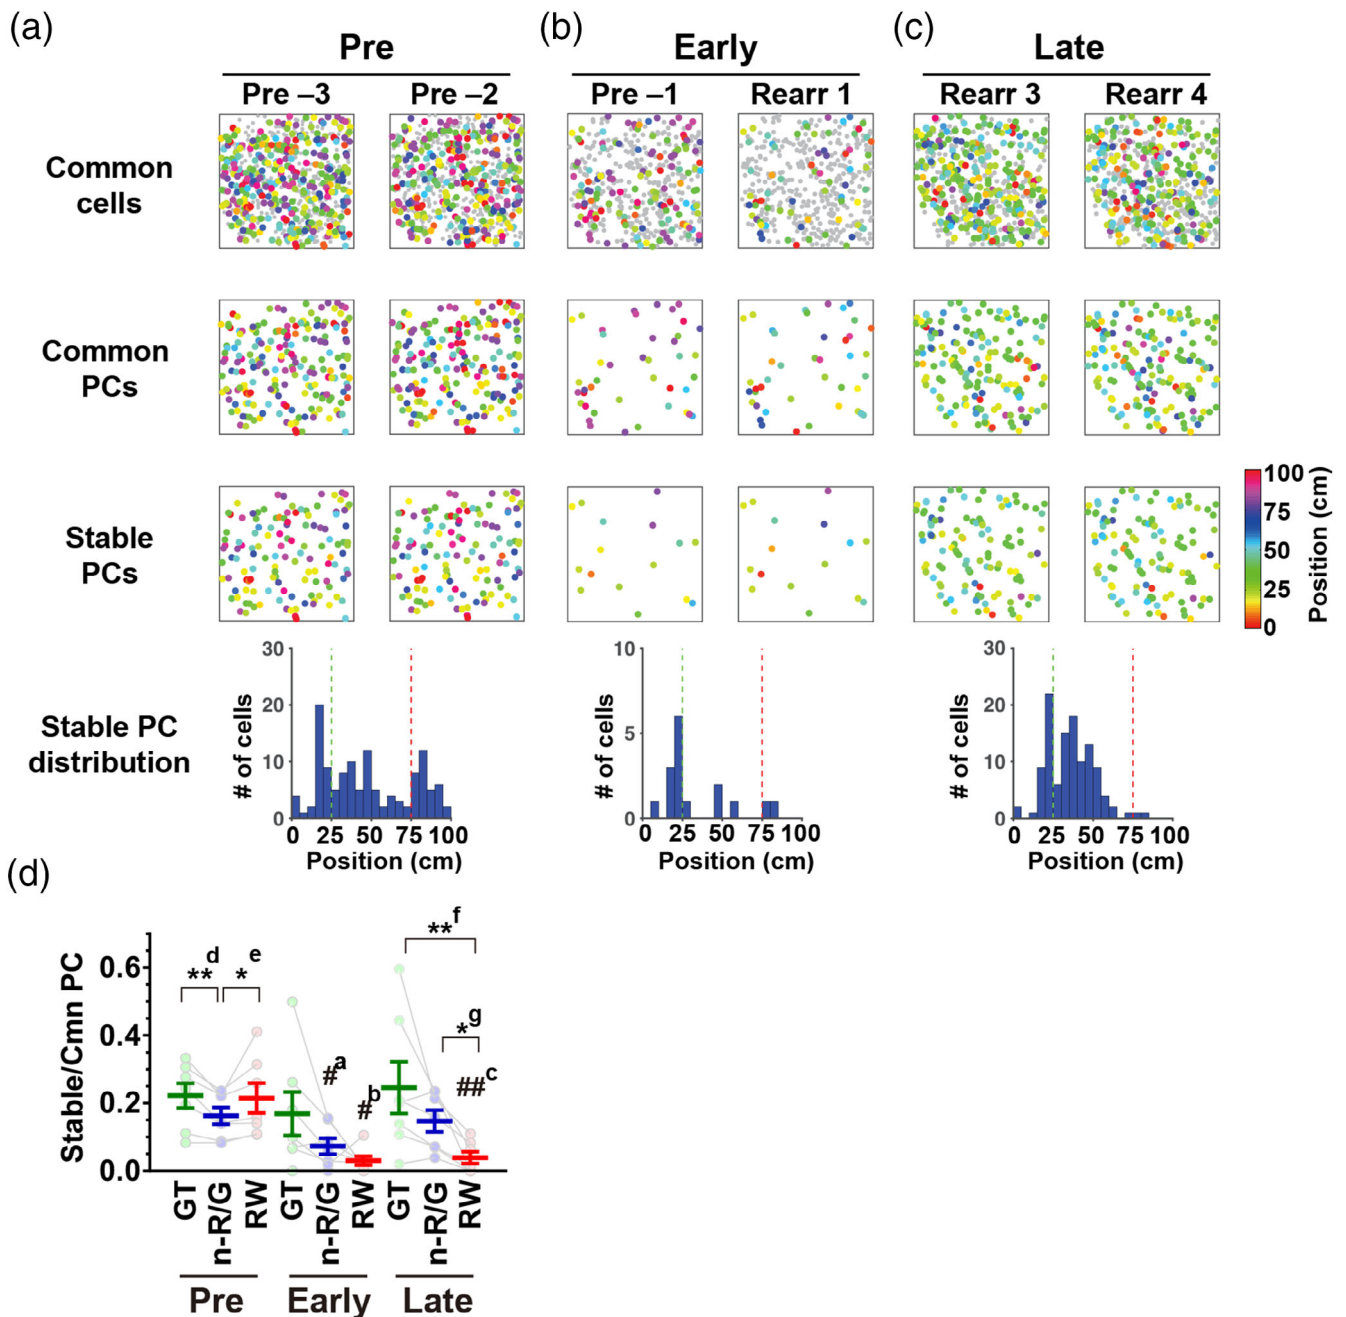 (a)
(b)
(c)
Pre
Early
Late
Pre –3
Pre –2
Pre –1
Rearr 1
Rearr 3
Rearr 4
Common
cells
Common
PCs
Stable
PCs
100
75
50
25
0
Position (cm)
Stable PC
distribution
# of cells
30
20
10
0
0 25 50 75 100
Position (cm)
# of cells
10
5
0
0 25 50 75 100
Position (cm)
# of cells
30
20
10
0
0 25 50 75 100
Position (cm)
(d)
Stable/Cmn PC
0.6
0.4
0.2
0.0
**d
*e
#a
#b
**f
*g
##c
GT
n-R/G
RW
GT
n-R/G
RW
GT
n-R/G
RW
Pre
Early
Late